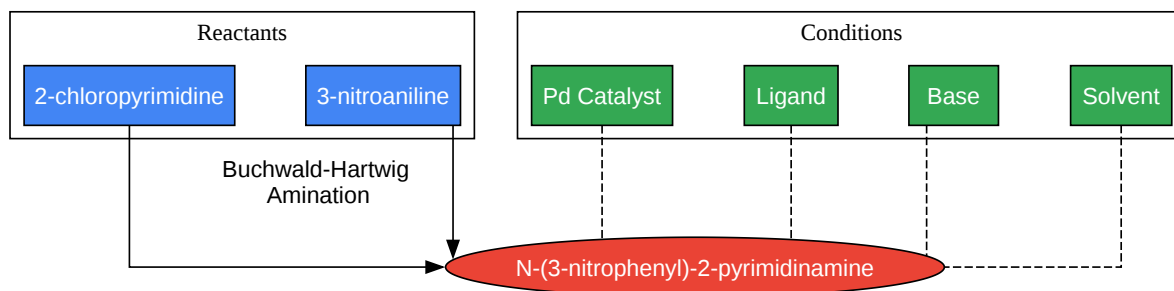 Reactants
Conditions
2-chloropyrimidine
3-nitroaniline
Pd Catalyst
Ligand
Base
Solvent
Buchwald-Hartwig
Amination
N-(3-nitrophenyl)-2-pyrimidinamine